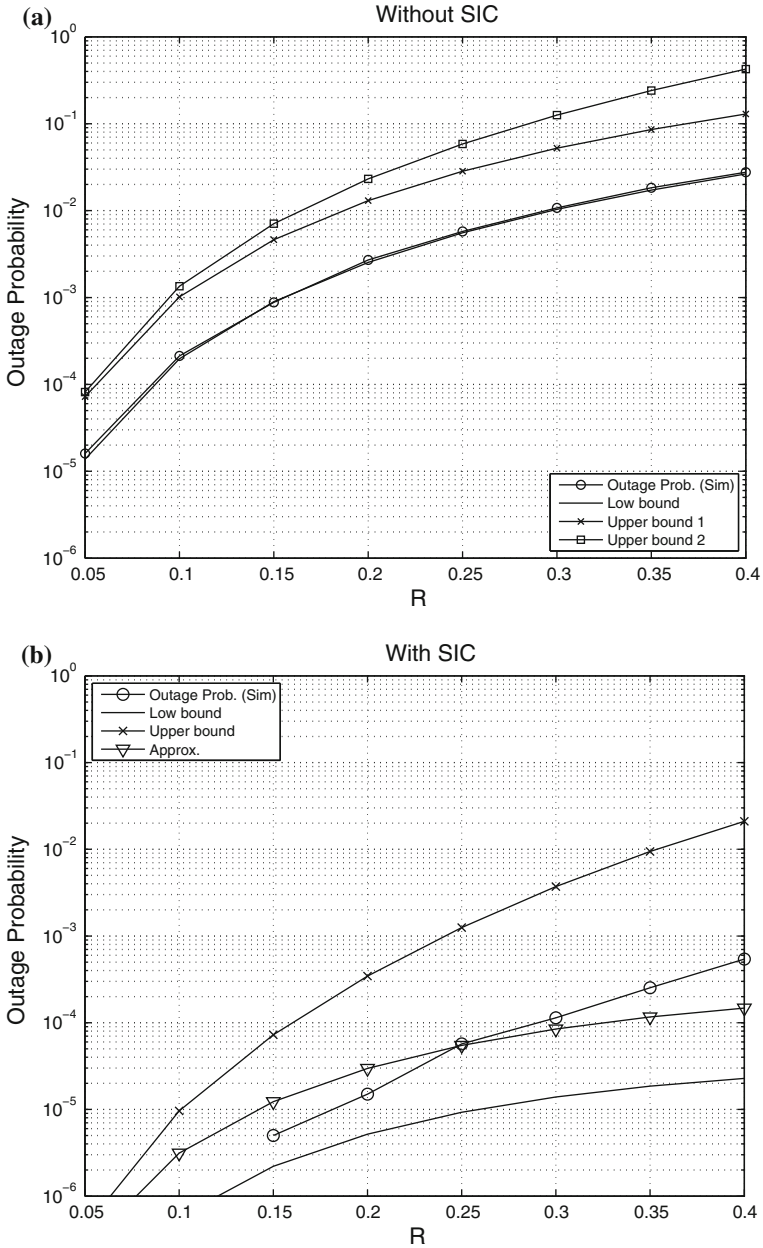 (a)
Without SIC
10^0
10^-1
10^-2
10^-3
10^-4
10^-5
10^-6
Outage Probability
0.05 0.1 0.15 0.2 0.25 0.3 0.35 0.4
R
Outage Prob. (Sim)
Low bound
Upper bound 1
Upper bound 2
(b)
With SIC
10^0
10^-1
10^-2
10^-3
10^-4
10^-5
10^-6
Outage Probability
0.05 0.1 0.15 0.2 0.25 0.3 0.35 0.4
R
Outage Prob. (Sim)
Low bound
Upper bound
Approx.